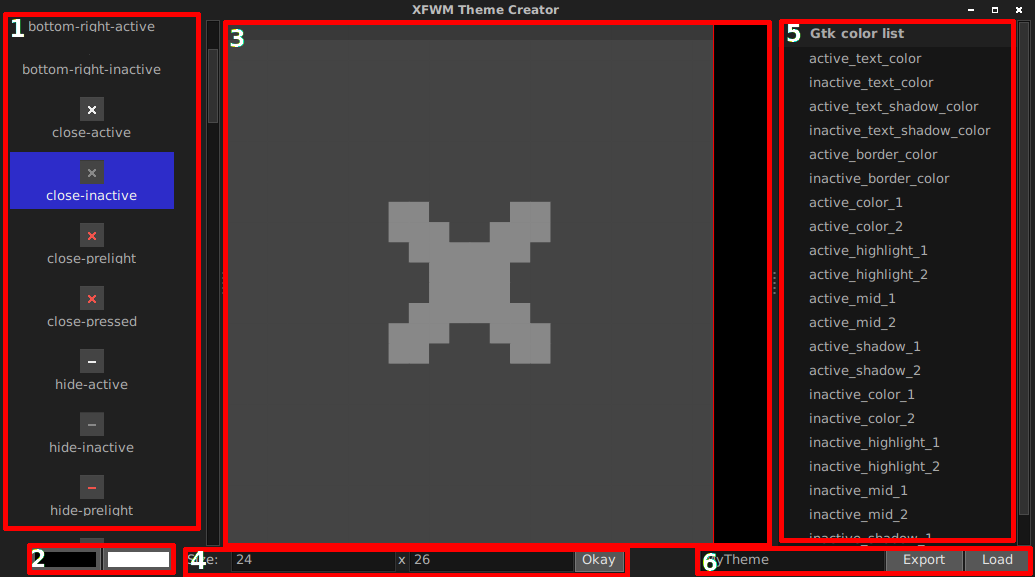 XFWM Theme Creator
1
bottom-right-active
bottom-right-inactive
close-active
close-inactive
close-prelight
close-pressed
hide-active
hide-inactive
hide-prelight
2
3
4
Size: 24 x 26 Okay
5
Gtk color list
active_text_color
inactive_text_color
active_text_shadow_color
inactive_text_shadow_color
active_border_color
inactive_border_color
active_color_1
active_color_2
active_highlight_1
active_highlight_2
active_mid_1
active_mid_2
active_shadow_1
active_shadow_2
inactive_color_1
inactive_color_2
inactive_highlight_1
inactive_highlight_2
inactive_mid_1
inactive_mid_2
inactive_shadow_1
6
MyTheme Export Load